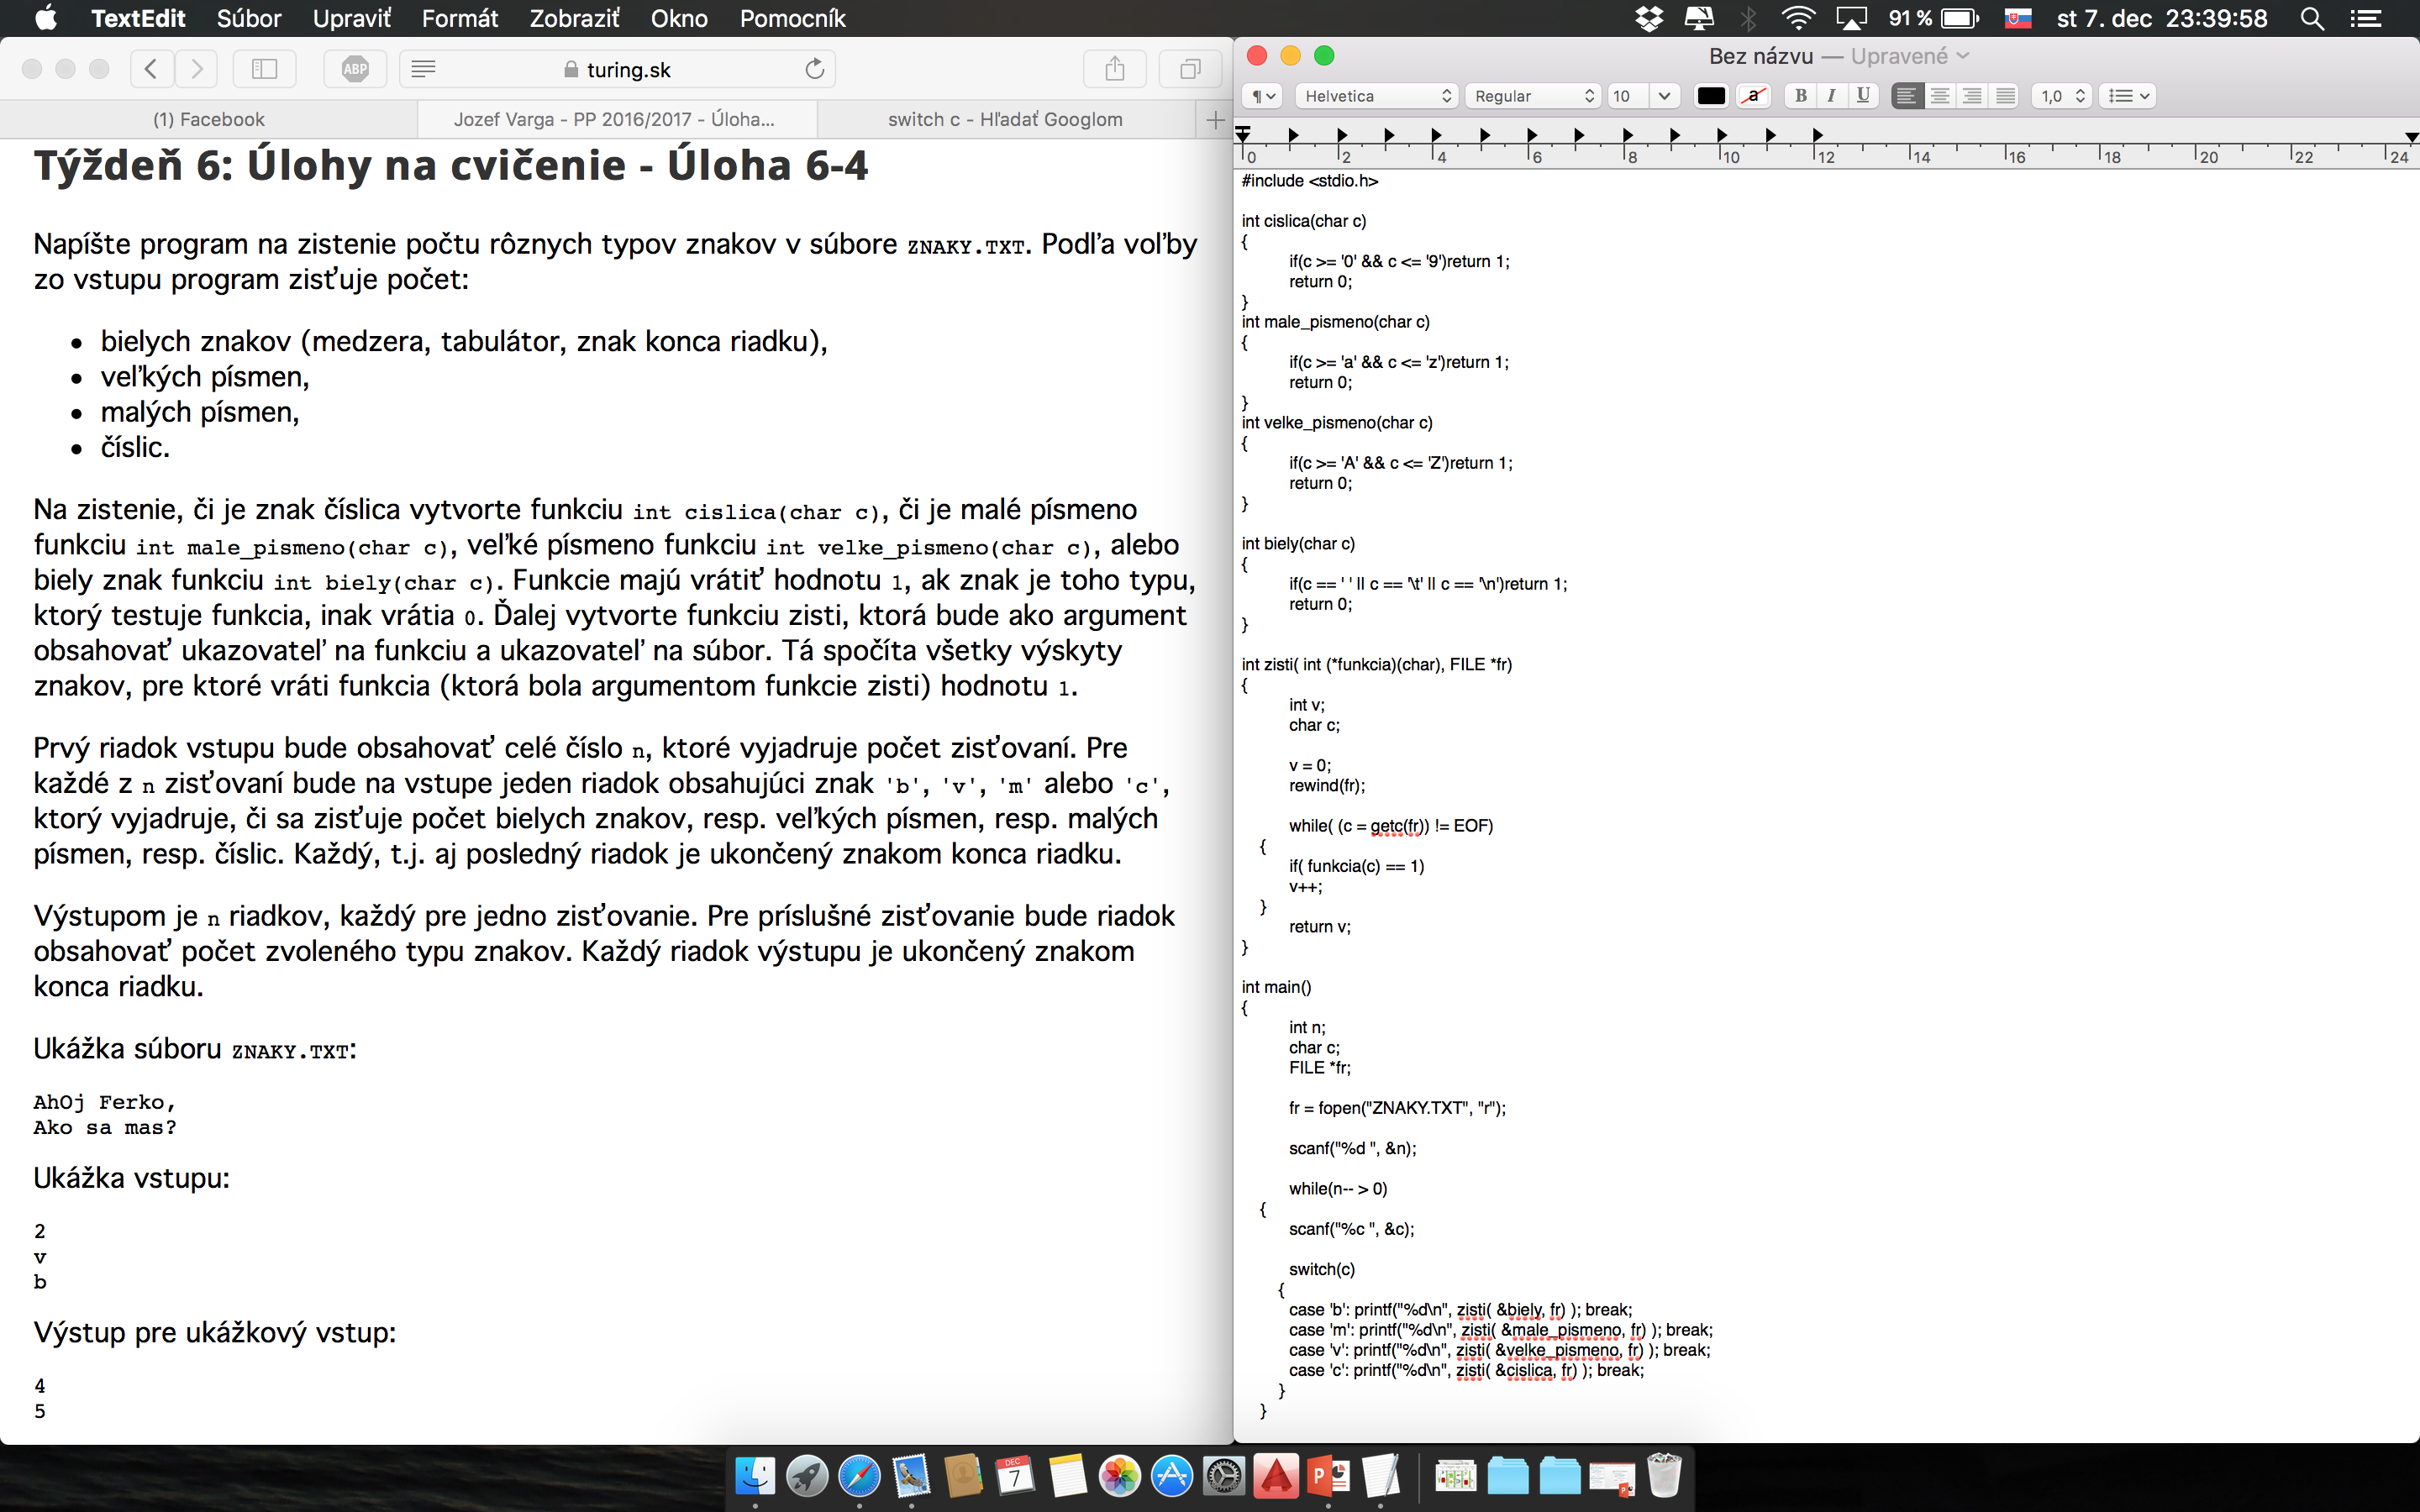 TextEdit Súbor Upraviť Formát Zobraziť Okno Pomocník 91 % st 7. dec 23:39:58
ABP turing.sk
(1) Facebook Jozef Varga - PP 2016/2017 - Úloha... switch c - Hľadať Googlom
Týždeň 6: Úlohy na cvičenie - Úloha 6-4
Napíšte program na zistenie počtu rôznych typov znakov v súbore ZNAKY.TXT. Podľa voľby
zo vstupu program zisťuje počet:
• bielych znakov (medzera, tabulátor, znak konca riadku),
• veľkých písmen,
• malých písmen,
• číslic.
Na zistenie, či je znak číslica vytvorte funkciu int cislica(char c), či je malé písmeno
funkciu int male_pismeno(char c), veľké písmeno funkciu int velke_pismeno(char c), alebo
biely znak funkciu int biely(char c). Funkcie majú vrátiť hodnotu 1, ak znak je toho typu,
ktorý testuje funkcia, inak vrátia 0. Ďalej vytvorte funkciu zisti, ktorá bude ako argument
obsahovať ukazovateľ na funkciu a ukazovateľ na súbor. Tá spočíta všetky výskyty
znakov, pre ktoré vráti funkcia (ktorá bola argumentom funkcie zisti) hodnotu 1.
Prvý riadok vstupu bude obsahovať celé číslo n, ktoré vyjadruje počet zisťovaní. Pre
každé z n zisťovaní bude na vstupe jeden riadok obsahujúci znak 'b', 'v', 'm' alebo 'c',
ktorý vyjadruje, či sa zisťuje počet bielych znakov, resp. veľkých písmen, resp. malých
písmen, resp. číslic. Každý, t.j. aj posledný riadok je ukončený znakom konca riadku.
Výstupom je n riadkov, každý pre jedno zisťovanie. Pre príslušné zisťovanie bude riadok
obsahovať počet zvoleného typu znakov. Každý riadok výstupu je ukončený znakom
konca riadku.
Ukážka súboru ZNAKY.TXT:
AhOj Ferko,
Ako sa mas?
Ukážka vstupu:
2
v
b
Výstup pre ukážkový vstup:
4
5
Bez názvu — Upravené
¶ Helvetica Regular 10 a B I U 1,0
0 2 4 6 8 10 12 14 16 18 20 22 24
#include <stdio.h>
int cislica(char c)
{
if(c >= '0' && c <= '9')return 1;
return 0;
}
int male_pismeno(char c)
{
if(c >= 'a' && c <= 'z')return 1;
return 0;
}
int velke_pismeno(char c)
{
if(c >= 'A' && c <= 'Z')return 1;
return 0;
}
int biely(char c)
{
if(c == ' ' || c == '\t' || c == '\n')return 1;
return 0;
}
int zisti( int (*funkcia)(char), FILE *fr)
{
int v;
char c;
v = 0;
rewind(fr);
while( (c = getc(fr)) != EOF)
{
if( funkcia(c) == 1)
v++;
}
return v;
}
int main()
{
int n;
char c;
FILE *fr;
fr = fopen("ZNAKY.TXT", "r");
scanf("%d ", &n);
while(n-- > 0)
{
scanf("%c ", &c);
switch(c)
{
case 'b': printf("%d\n", zisti( &biely, fr) ); break;
case 'm': printf("%d\n", zisti( &male_pismeno, fr) ); break;
case 'v': printf("%d\n", zisti( &velke_pismeno, fr) ); break;
case 'c': printf("%d\n", zisti( &cislica, fr) ); break;
}
}
DEC
7
P